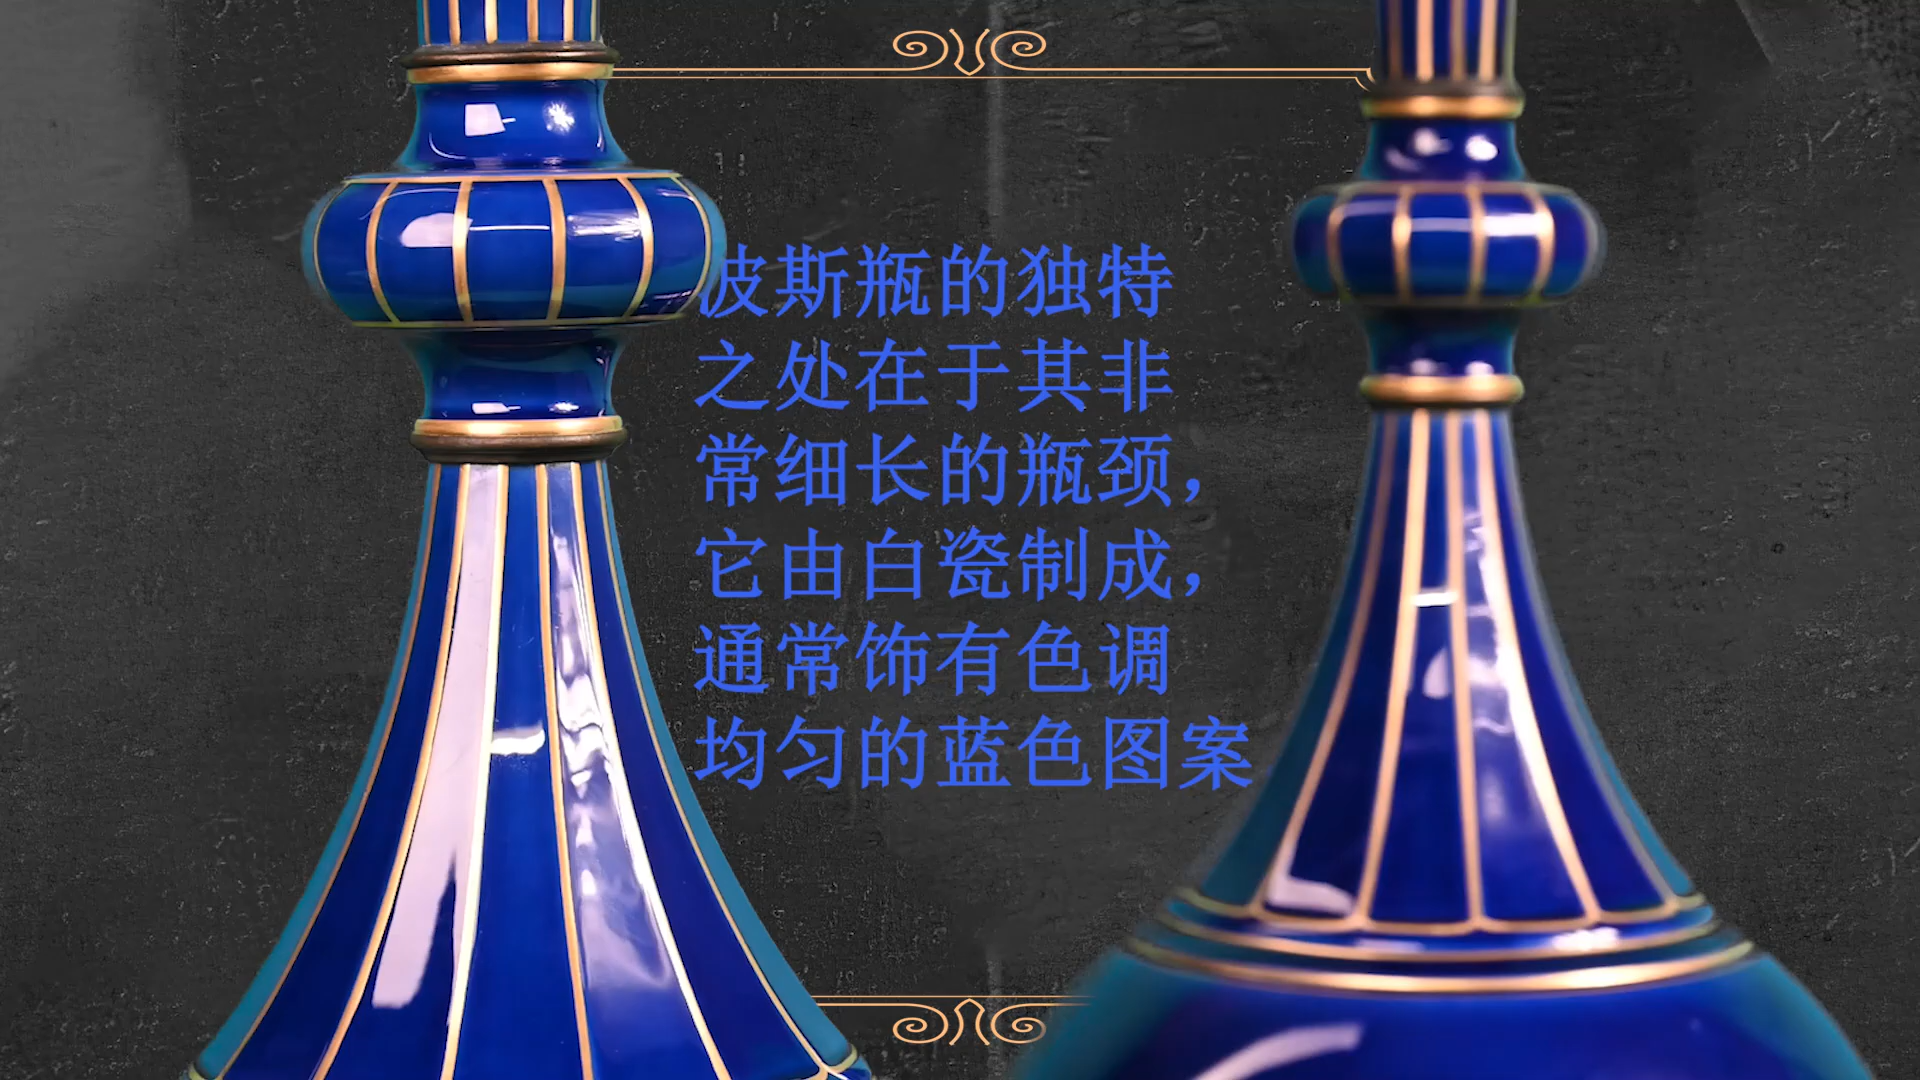 波斯瓶的独特
之处在于其非
常细长的瓶颈，
它由白瓷制成，
通常饰有色调
均匀的蓝色图案